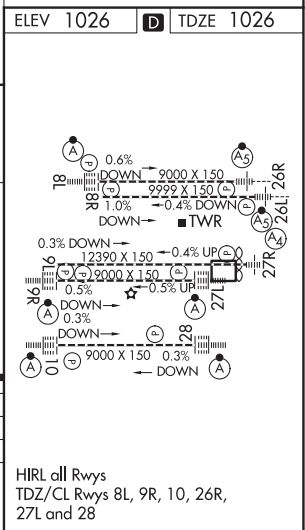 ELEV 1026 D TDZE 1026
A A5
P 0.6%
DOWN 9000 X 150
8L 26R
8R P 9999 X 150 P 26L
1.0% 0.4% DOWN A5
DOWN TWR A4
0.3% DOWN 0.4% UP P
12390 X 150 27R
9L P P 9000 X 150 P
9R 0.5% 0.5% UP 27L
A DOWN A
0.3%
DOWN P 28
10 9000 X 150 0.3%
A P DOWN A
HIRL all Rwys
TDZ/CL Rwys 8L, 9R, 10, 26R,
27L and 28